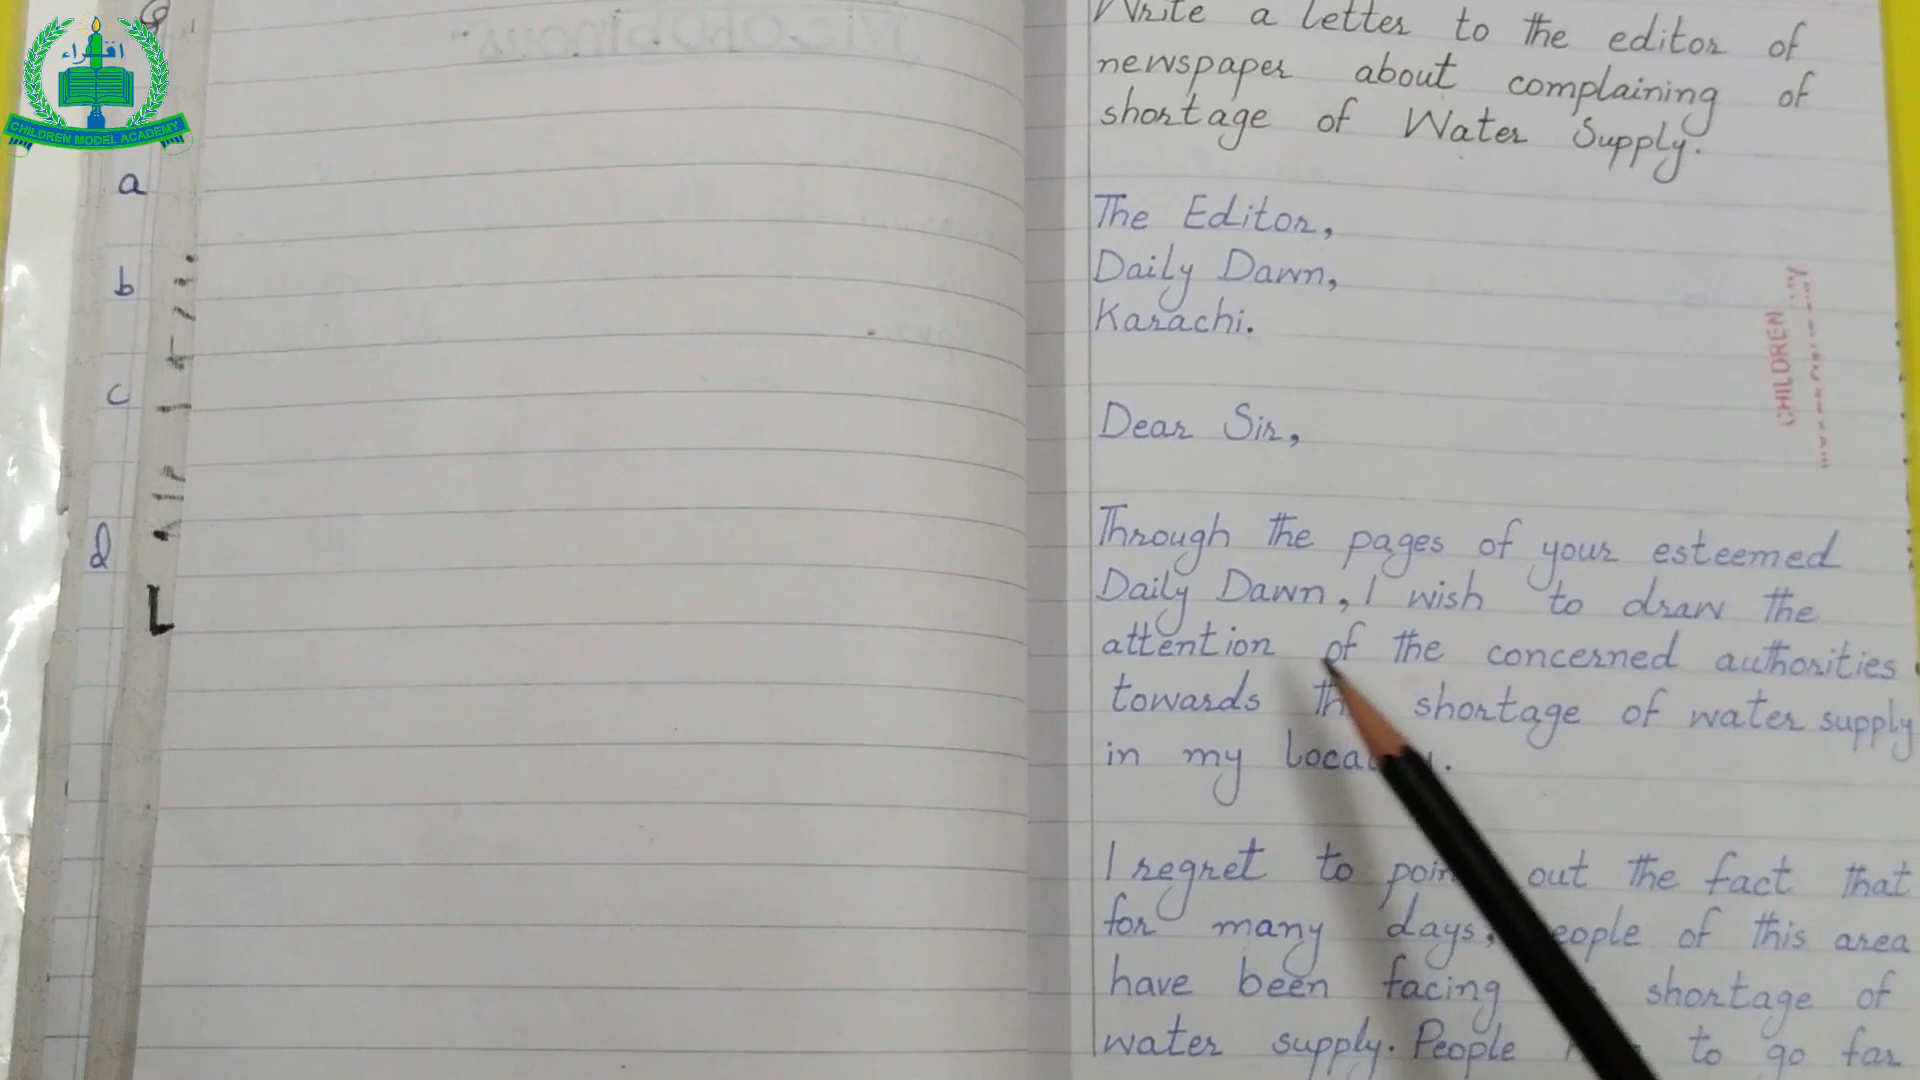 اقراء
CHILDREN MODEL ACADEMY
Q
a
b
c
d
Write a letter to the editor of
newspaper about complaining of
shortage of Water Supply.
The Editor,
Daily Dawn,
Karachi.
CHILDREN
Dear Sir,
Through the pages of your esteemed
Daily Dawn, I wish to draw the
attention of the concerned authorities
towards shortage of water supply
in my
I regret to out the fact that
for many days, of this area
have been facing shortage of
water supply. People to go far